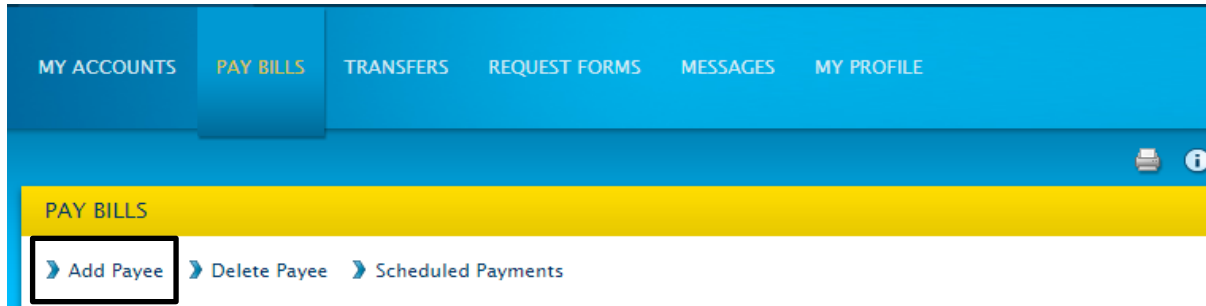 MY ACCOUNTS PAY BILLS TRANSFERS REQUEST FORMS MESSAGES MY PROFILE
PAY BILLS
Add Payee Delete Payee Scheduled Payments